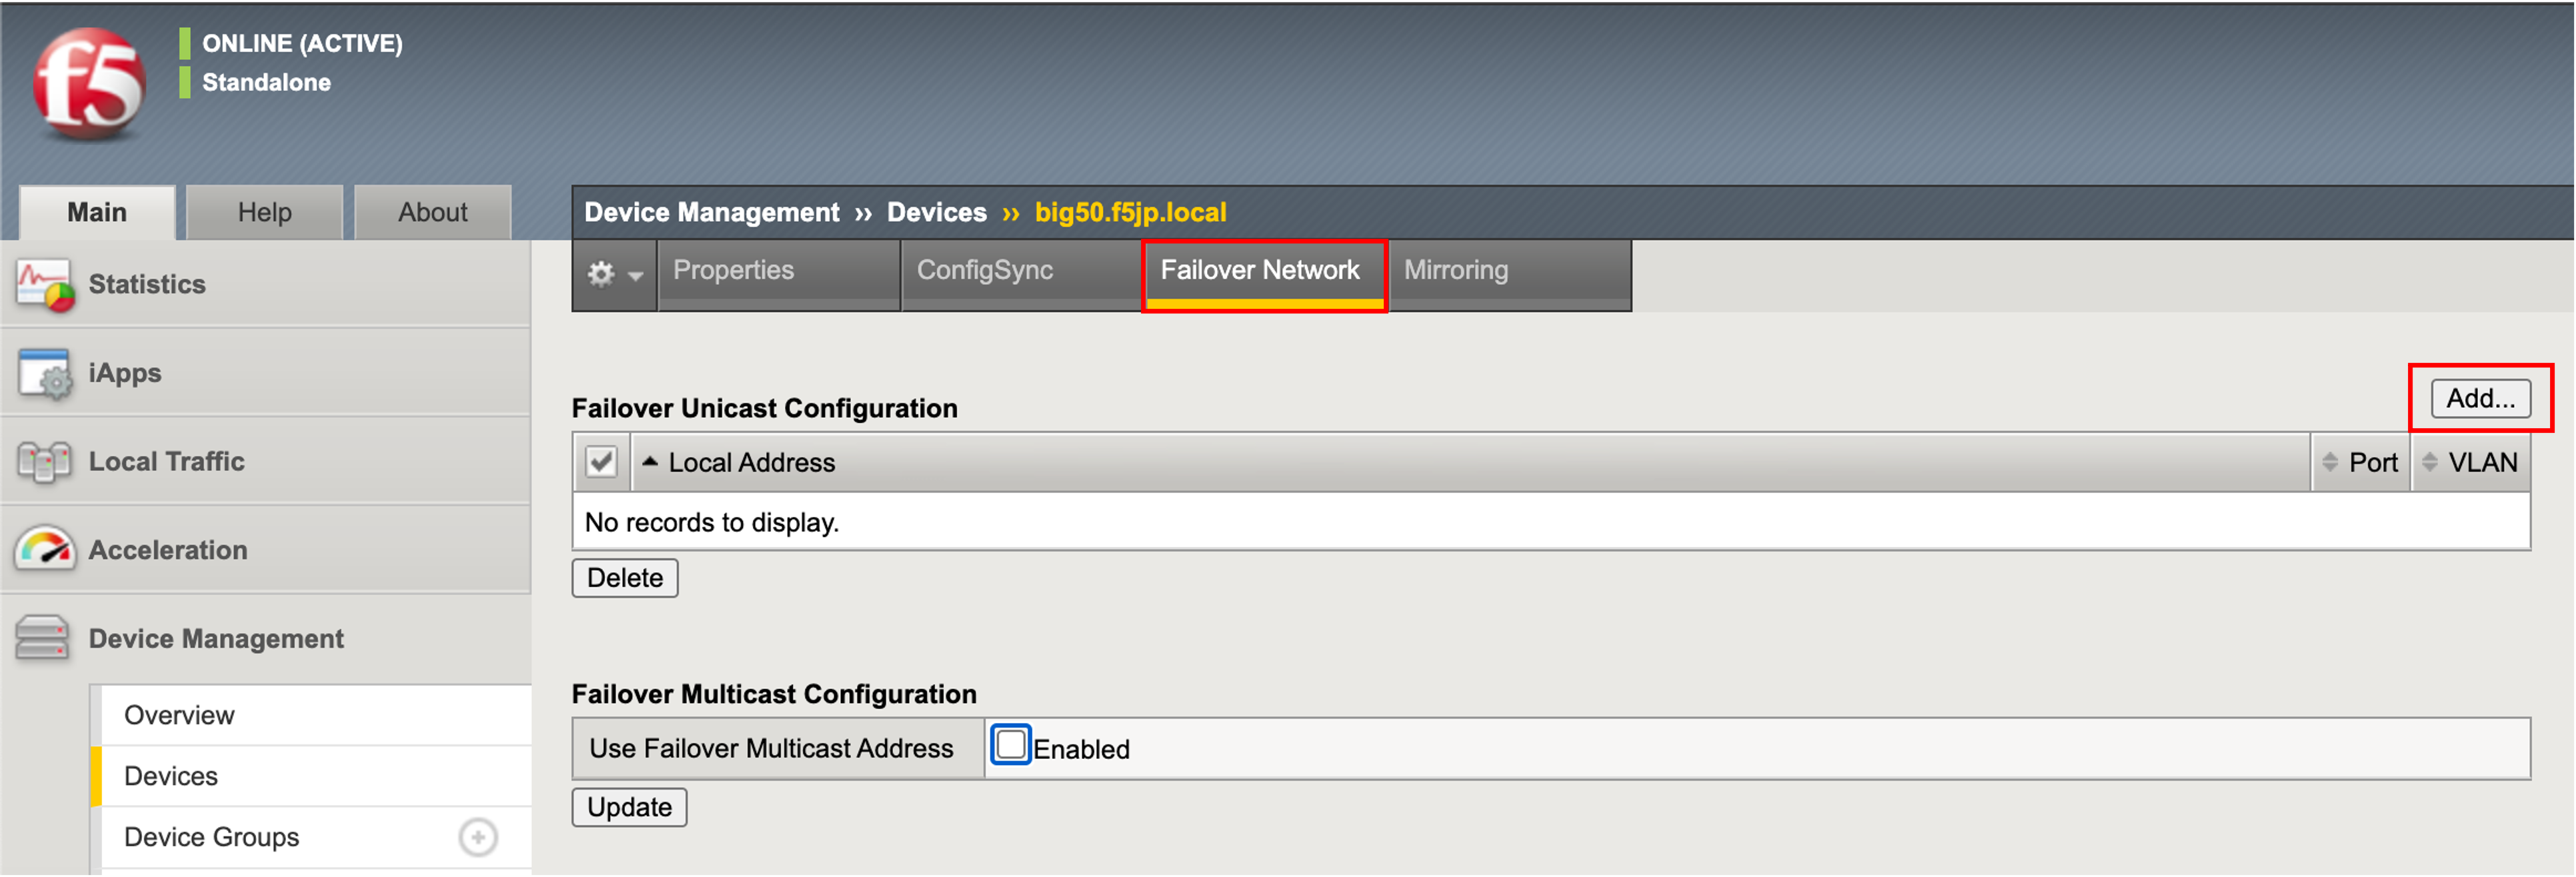 f5
ONLINE (ACTIVE)
Standalone
Main
Help
About
Device Management ›› Devices ›› big50.f5jp.local
Properties
ConfigSync
Failover Network
Mirroring
Statistics
iApps
Local Traffic
Acceleration
Device Management
Overview
Devices
Device Groups
Failover Unicast Configuration
Add...
Local Address
Port
VLAN
No records to display.
Delete
Failover Multicast Configuration
Use Failover Multicast Address
Enabled
Update